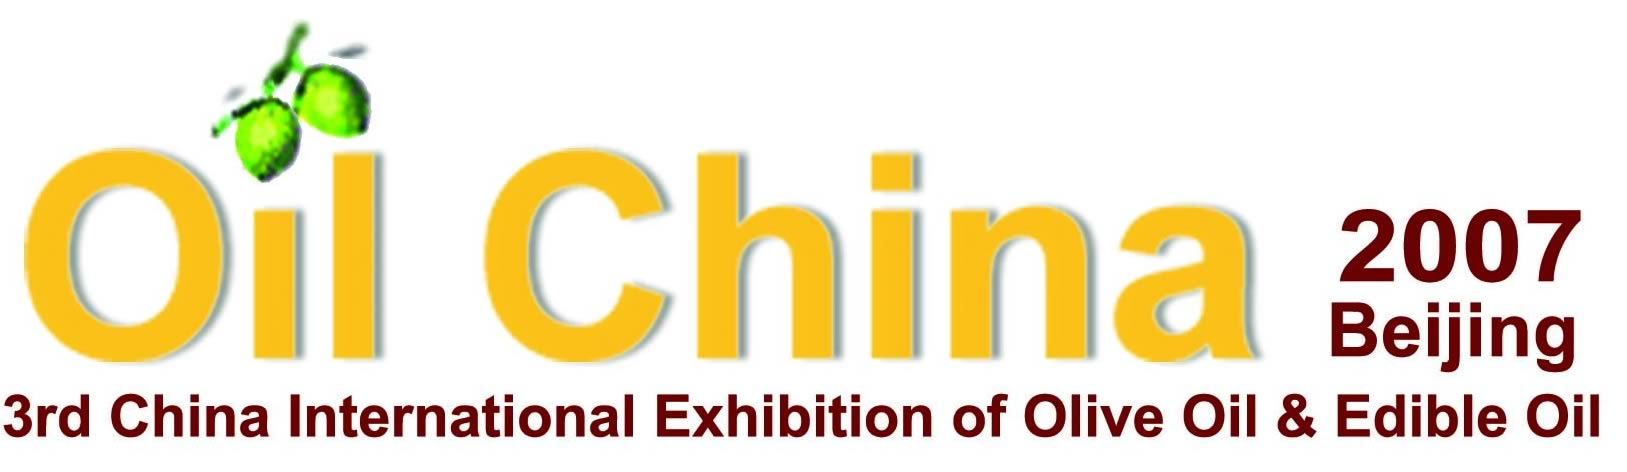 Oil China 2007
Beijing
3rd China International Exhibition of Olive Oil & Edible Oil